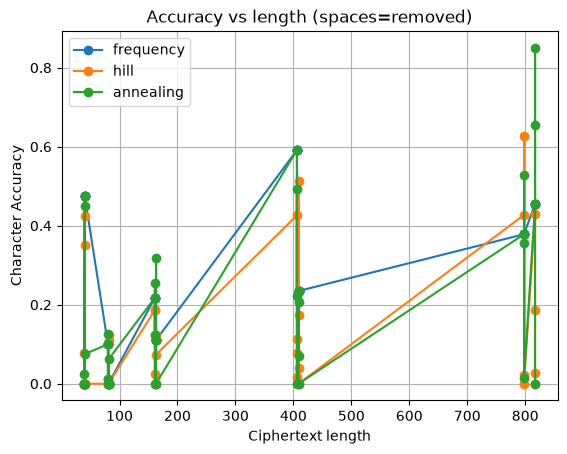 Accuracy vs length (spaces=removed)
frequency
hill
annealing
Character Accuracy
0.8
0.6
0.4
0.2
0.0
100 200 300 400 500 600 700 800
Ciphertext length